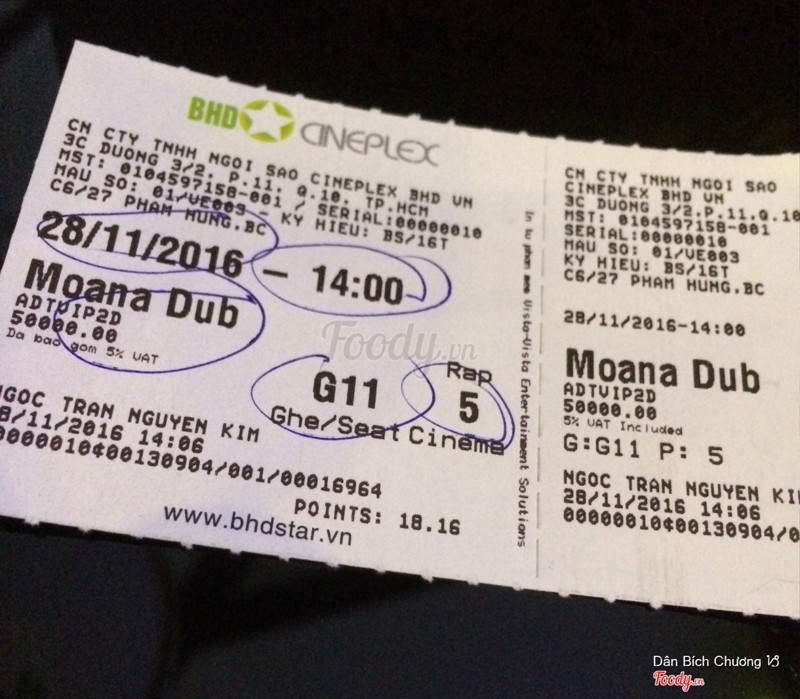 BHD CINEPLEX
CN CTY TNHH NGOI SAO CINEPLEX BHD VN
3C DUONG 3/2, P.11, Q.10, TP.HCM
MST: 0104597158-001 / SERIAL:00000010
MAU SO: 01/VE003 - KY HIEU: BS/16T
C6/27 PHAM HUNG.BC
28/11/2016 - 14:00
Moana Dub
ADTVIP2D
50000.00
Da bao gom 5% VAT
G11
Ghe/Seat
Rap
5
Cinema
NGOC TRAN NGUYEN KIM
28/11/2016 14:06
00000010¢00130904/001/00016964
POINTS: 18.16
www.bhdstar.vn
In tu phan mem Vista-Vista Entertainment Solutions
CN CTY TNHH NGOI SAO
CINEPLEX BHD VN
3C DUONG 3/2,P.11,Q.10
MST: 0104597158-001
SERIAL:00000010
MAU SO: 01/VE003
KY HIEU: BS/16T
C6/27 PHAM HUNG.BC
28/11/2016-14:00
Moana Dub
ADTVIP2D
50000.00
5% VAT Included
G:G11 P: 5
NGOC TRAN NGUYEN KI
28/11/2016 14:06
00000010¢00130904/0
Foody.vn
Dân Bích Chương
Foody.vn